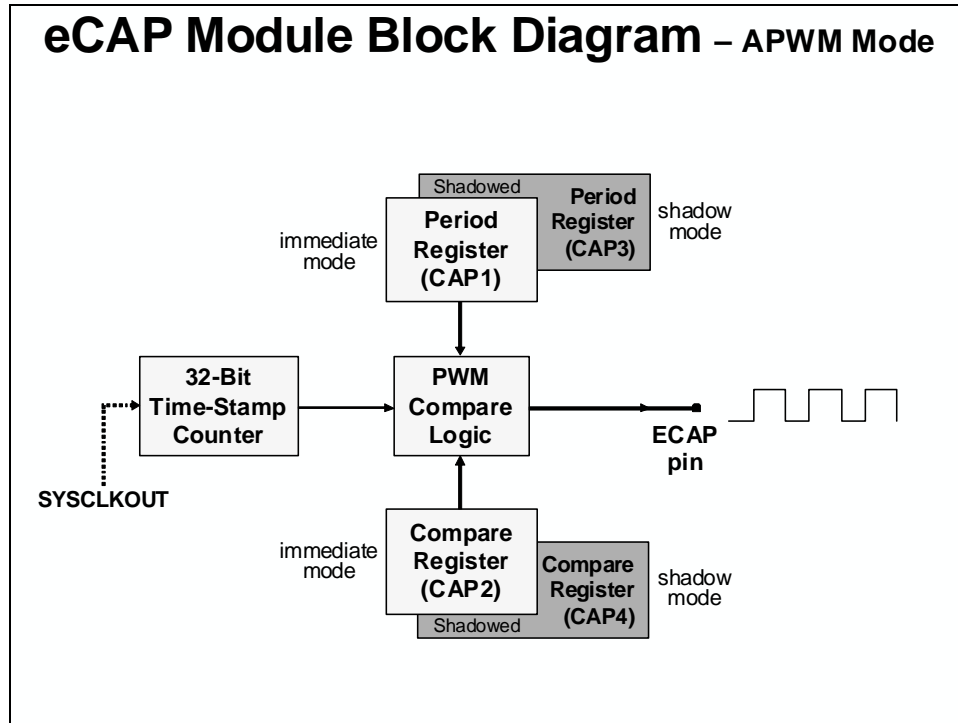 eCAP Module Block Diagram – APWM Mode
Shadowed
Period
Register
(CAP3)
shadow
mode
immediate
mode
Period
Register
(CAP1)
32-Bit
Time-Stamp
Counter
PWM
Compare
Logic
ECAP
pin
SYSCLKOUT
immediate
mode
Compare
Register
(CAP2)
Compare
Register
(CAP4)
shadow
mode
Shadowed